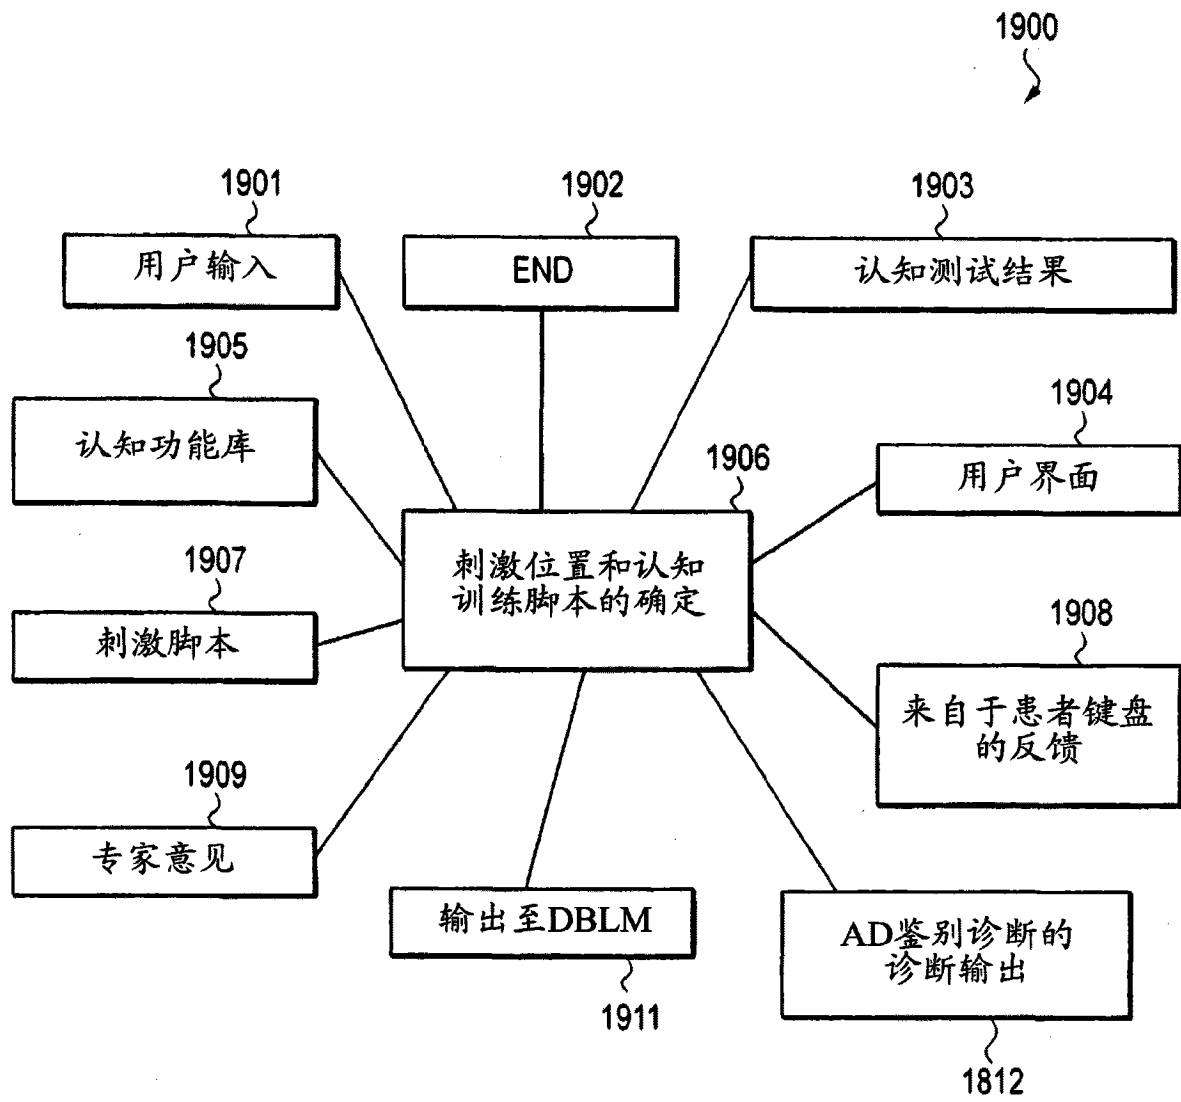 1900
1901
1902
1903
用户输入
END
认知测试结果
1905
1904
认知功能库
1906
用户界面
刺激位置和认知
训练脚本的确定
1907
刺激脚本
1908
来自于患者键盘
的反馈
1909
专家意见
输出至DBLM
1911
AD鉴别诊断的
诊断输出
1812